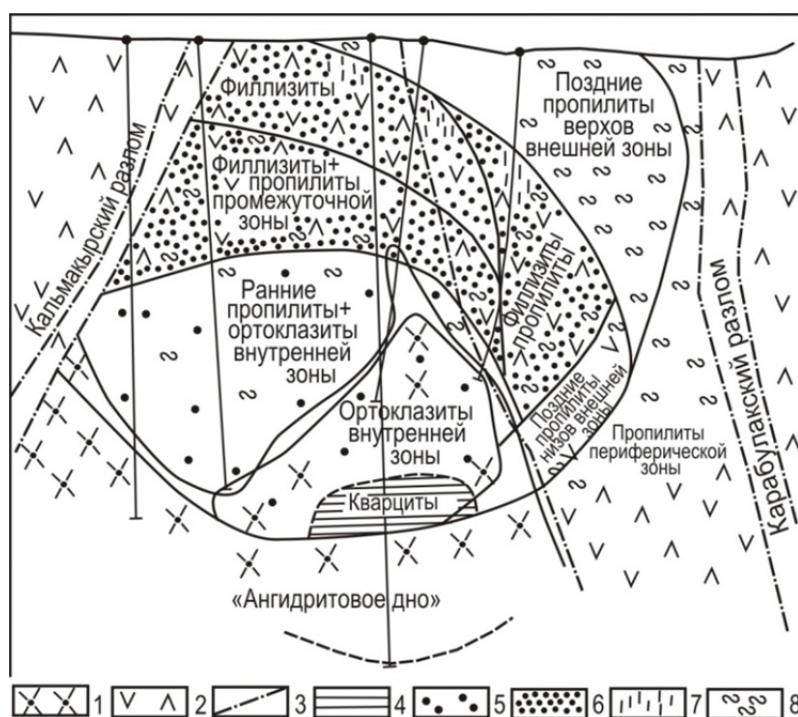 Филлизиты
Поздние
пропилиты
верхов
внешней зоны
Филлизиты+
пропилиты
промежуточной
зоны
Кальмакырский разлом
Ранние
пропилиты+
ортоклазиты
внутренней
зоны
Филлизиты
пропилиты
Карабулакский разлом
Ортоклазиты
внутренней
зоны
Поздние
пропилиты
низов внешней
зоны
Пропилиты
периферической
зоны
Кварциты
«Ангидритовое дно»
1 2 3 4 5 6 7 8